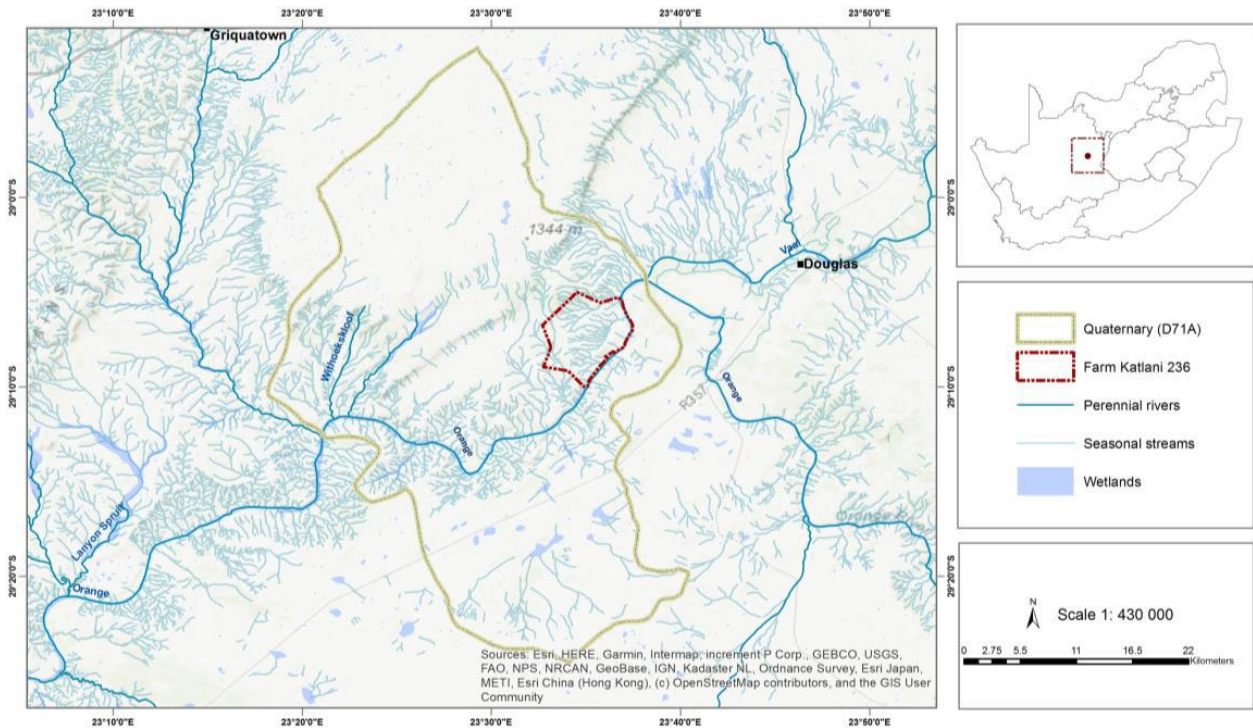 23°10'0"E 23°20'0"E 23°30'0"E 23°40'0"E 23°50'0"E
Griquatown
29°0'0"S
29°0'0"S
1344 m
Vaal
Douglas
Withoekskloof
29°10'0"S
29°10'0"S
Orange
R357
Orange
Lanyon Spruit
Orange
29°20'0"S
29°20'0"S
Sources: Esri, HERE, Garmin, Intermap, increment P Corp., GEBCO, USGS,
FAO, NPS, NRCAN, GeoBase, IGN, Kadaster NL, Ordnance Survey, Esri Japan,
METI, Esri China (Hong Kong), (c) OpenStreetMap contributors, and the GIS User
Community
23°10'0"E 23°20'0"E 23°30'0"E 23°40'0"E 23°50'0"E
Quaternary (D71A)
Farm Katlani 236
Perennial rivers
Seasonal streams
Wetlands
N
Scale 1: 430 000
0 2.75 5.5 11 16.5 22
Kilometers